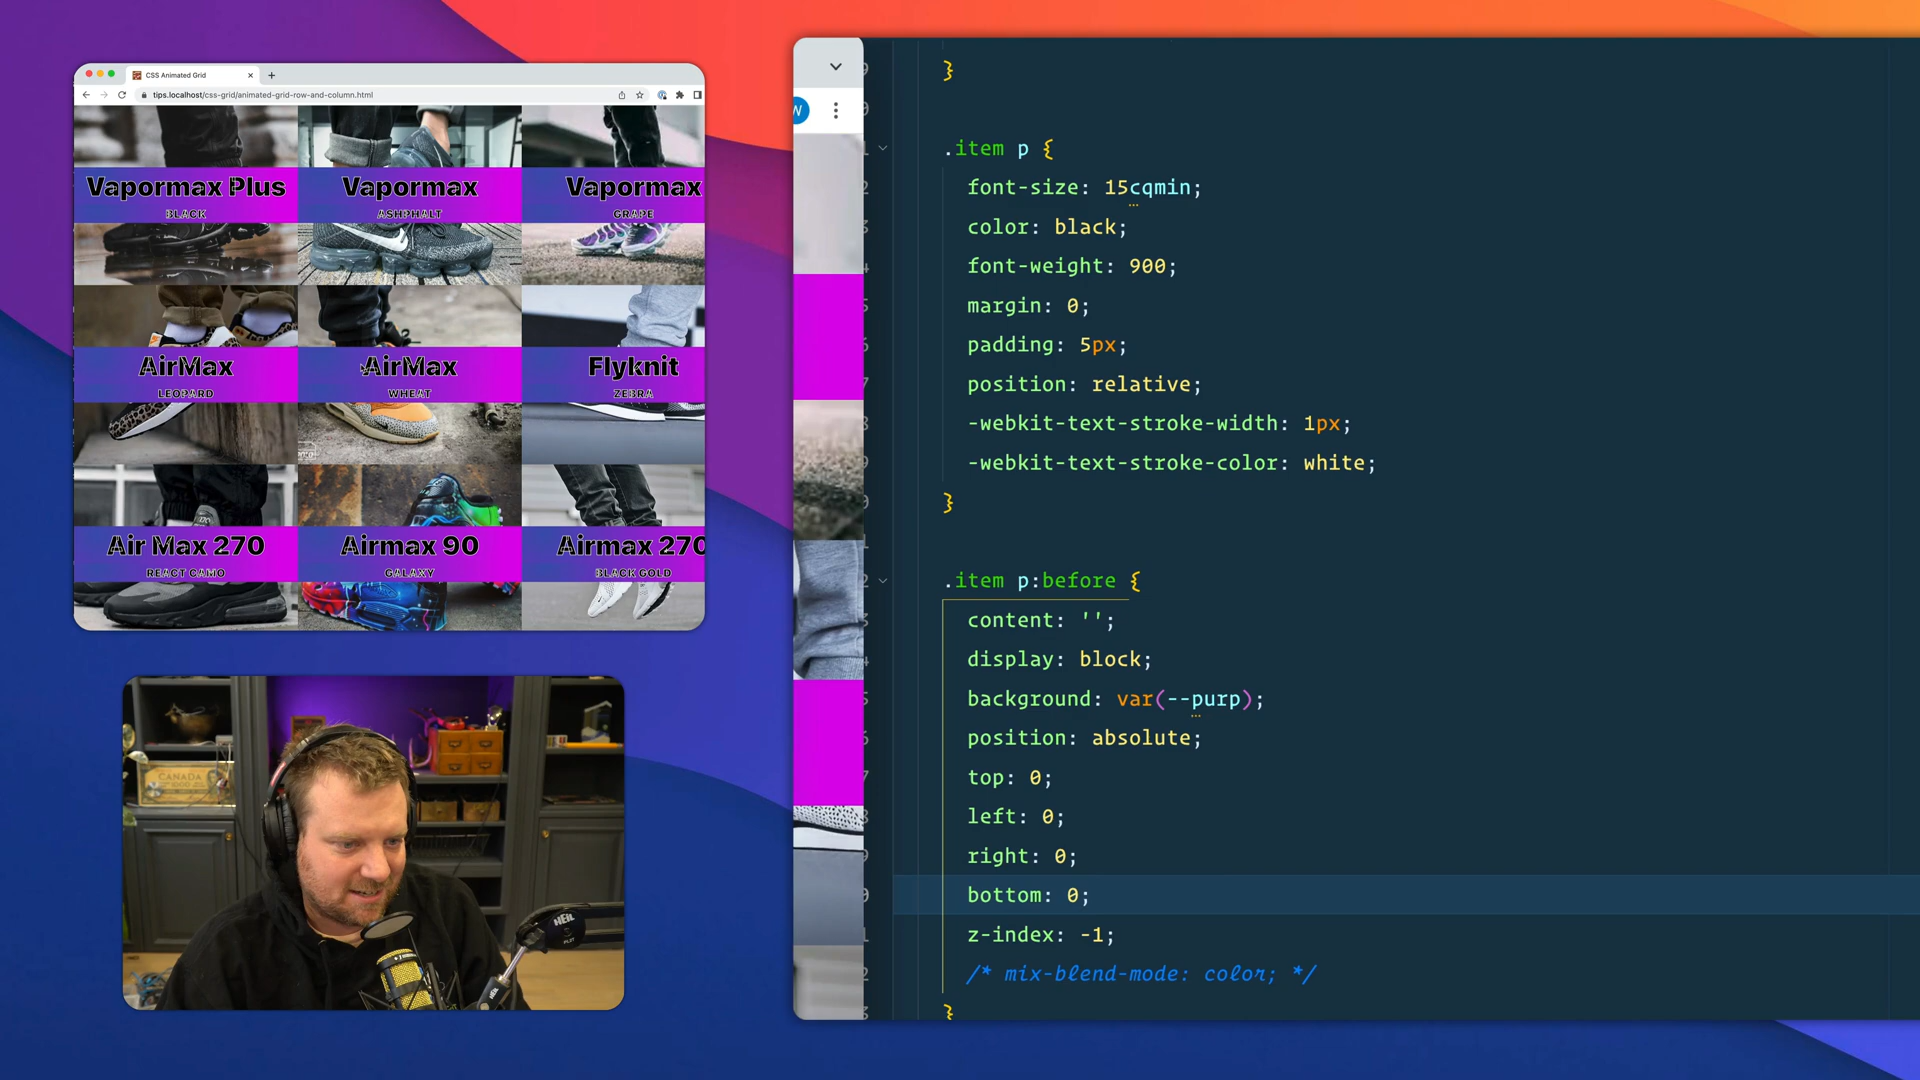 CSS Animated Grid
tips.localhost/css-grid/animated-grid-row-and-column.html
Vapormax Plus
BLACK
Vapormax
ASHPHALT
Vapormax
GRAPE
AirMax
LEOPARD
AirMax
WHEAT
Flyknit
ZEBRA
Air Max 270
REACT CAMO
Airmax 90
GALAXY
Airmax 270
BLACK GOLD
CANADA
HEIL
W
}
.item p {
font-size: 15cqmin;
color: black;
font-weight: 900;
margin: 0;
padding: 5px;
position: relative;
-webkit-text-stroke-width: 1px;
-webkit-text-stroke-color: white;
}
.item p:before {
content: '';
display: block;
background: var(--purp);
position: absolute;
top: 0;
left: 0;
right: 0;
bottom: 0;
z-index: -1;
/* mix-blend-mode: color; */
}